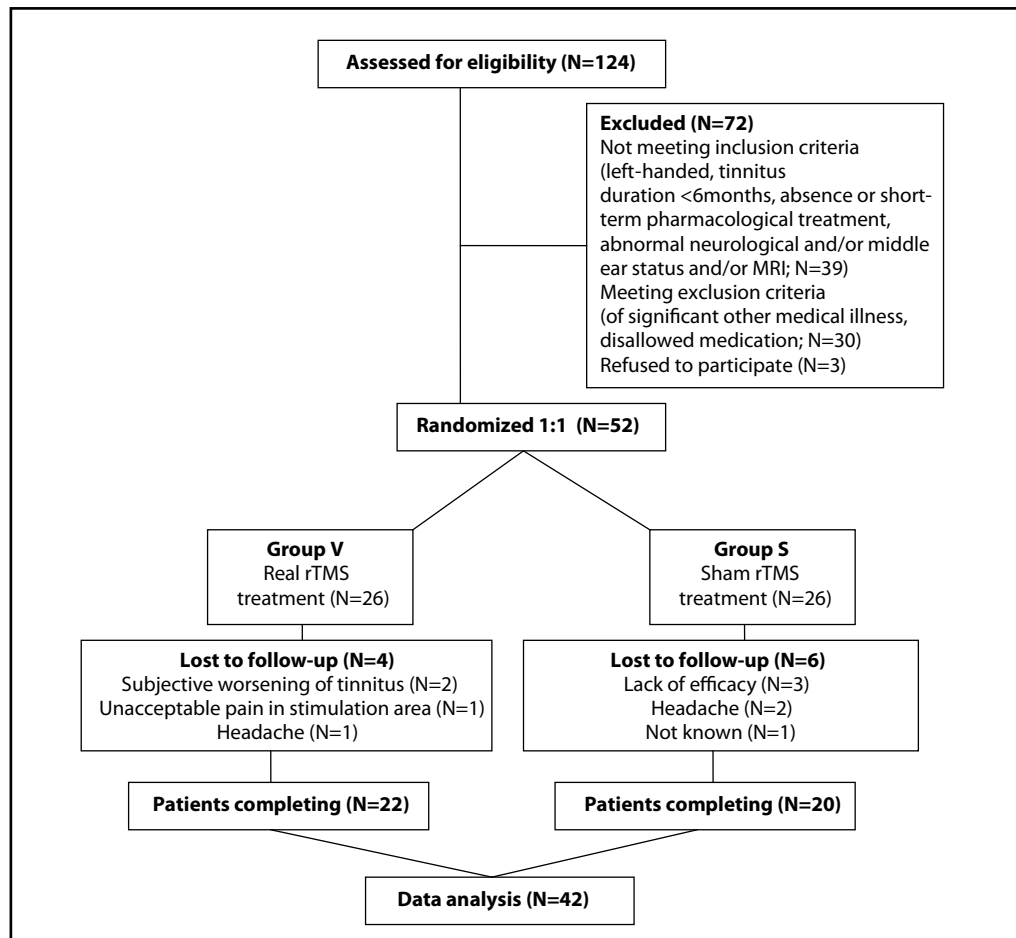 Assessed for eligibility (N=124)
Excluded (N=72)
Not meeting inclusion criteria
(left-handed, tinnitus
duration <6months, absence or short-
term pharmacological treatment,
abnormal neurological and/or middle
ear status and/or MRI; N=39)
Meeting exclusion criteria
(of significant other medical illness,
disallowed medication; N=30)
Refused to participate (N=3)
Randomized 1:1 (N=52)
Group V
Real rTMS
treatment (N=26)
Group S
Sham rTMS
treatment (N=26)
Lost to follow-up (N=4)
Subjective worsening of tinnitus (N=2)
Unacceptable pain in stimulation area (N=1)
Headache (N=1)
Lost to follow-up (N=6)
Lack of efficacy (N=3)
Headache (N=2)
Not known (N=1)
Patients completing (N=22)
Patients completing (N=20)
Data analysis (N=42)